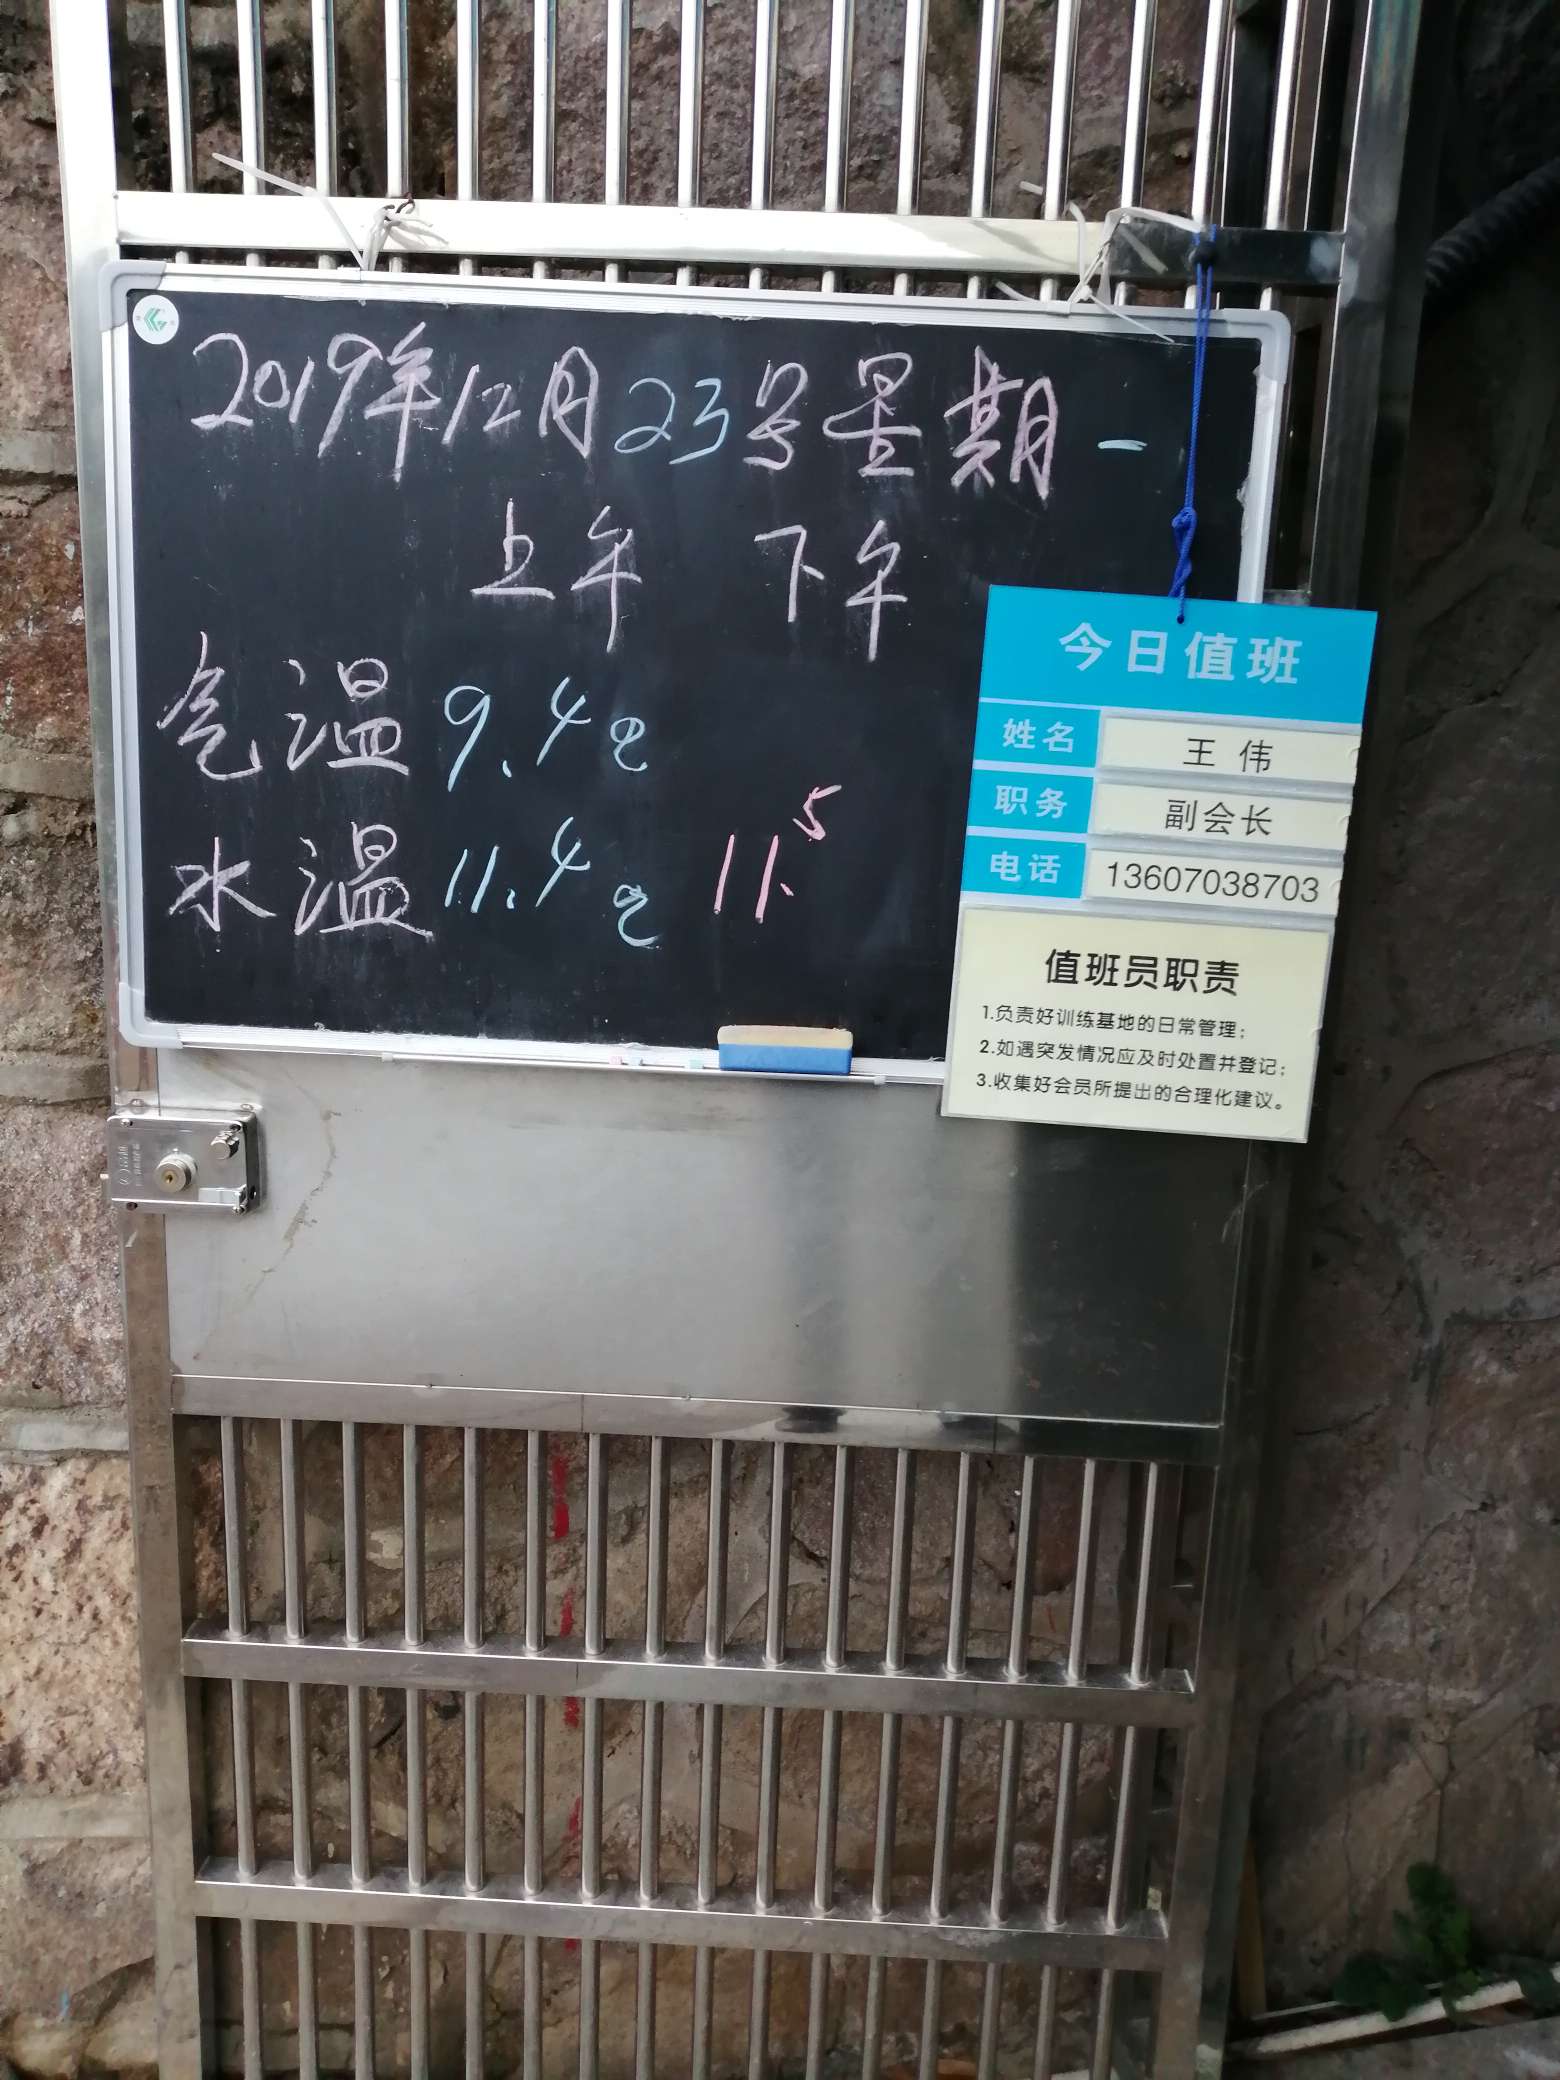 2019年12月23号星期一
上午 下午
气温 9.4℃
水温 11.4℃ 11.5
今日值班
姓名 王伟
职务 副会长
电话 13607038703
值班员职责
1.负责好训练基地的日常管理；
2.如遇突发情况应及时处置并登记；
3.收集好会员所提出的合理化建议。